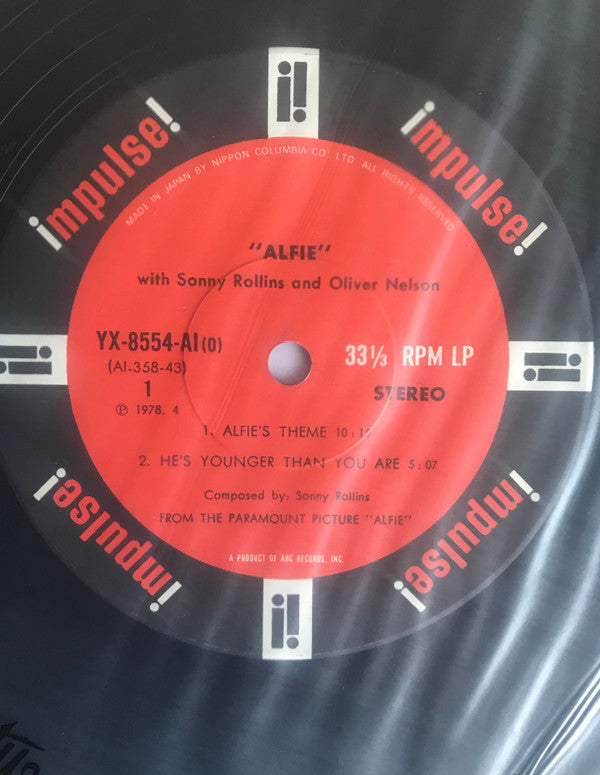 impulse!
impulse!
MADE IN JAPAN BY NIPPON COLUMBIA CO. LTD. ALL RIGHTS RESERVED
"ALFIE"
with Sonny Rollins and Oliver Nelson
YX-8554-AI(O)
33 1/3 RPM LP
(AI-358-43)
1
STEREO
℗ 1978. 4
1. ALFIE'S THEME 10:15
2. HE'S YOUNGER THAN YOU ARE 5:07
Composed by: Sonny Rollins
FROM THE PARAMOUNT PICTURE "ALFIE"
A PRODUCT OF ABC RECORDS, INC.
impulse!
impulse!